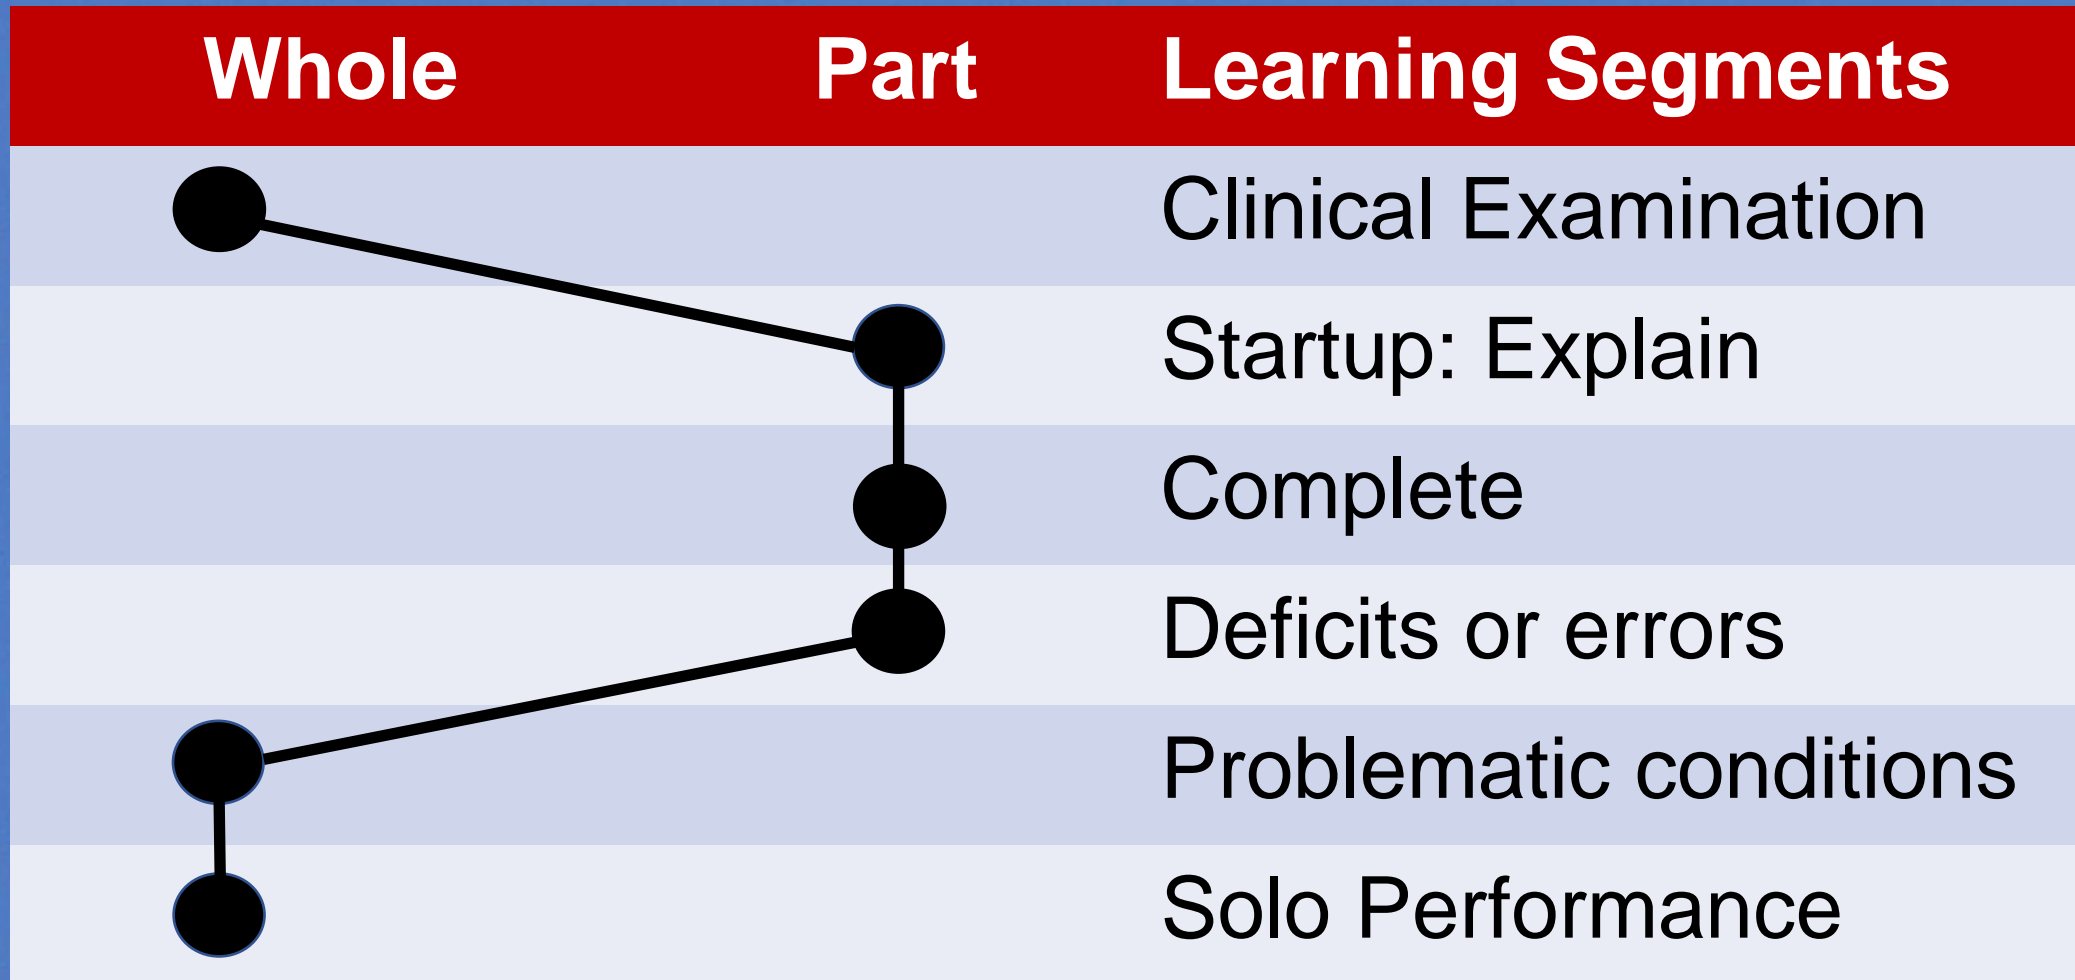 Whole Part Learning Segments
Clinical Examination
Startup: Explain
Complete
Deficits or errors
Problematic conditions
Solo Performance